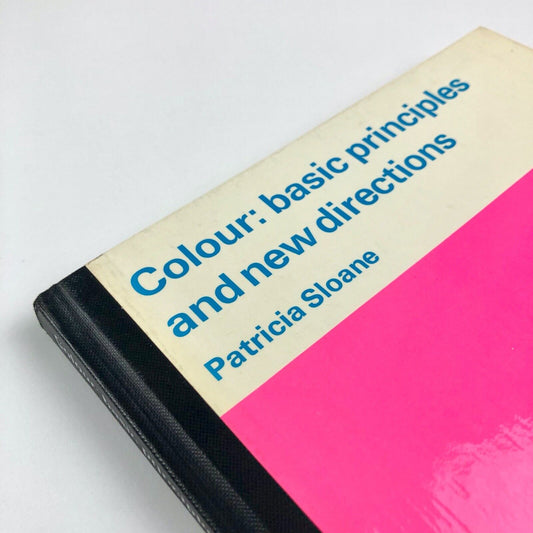 Colour: basic principles
and new directions
Patricia Sloane